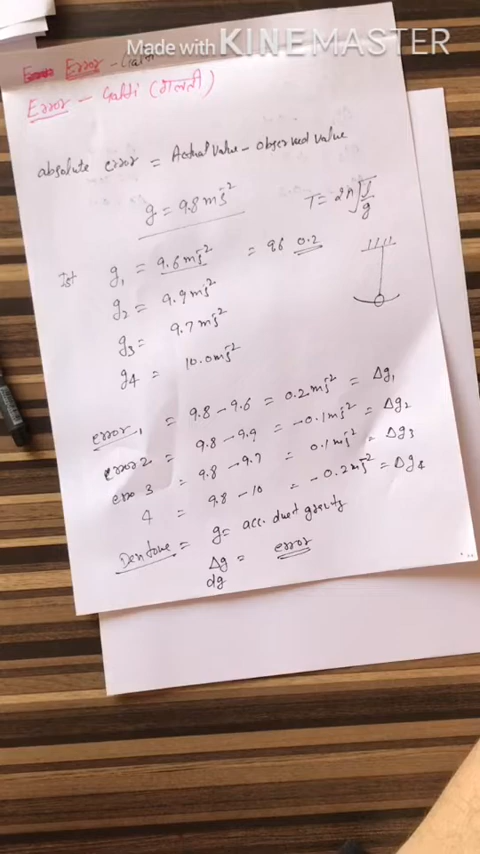 Made with KINEMASTER
Error - Galti
Error - Galti (गलती)
absolute error = Actual value - observed value
g = 9.8 ms⁻²
T = 2π√l/g
Ist g₁ = 9.6 ms⁻² = 96 0.2
g₂ = 9.9 ms⁻²
g₃ = 9.7 ms⁻²
g₄ = 10.0 ms⁻²
error 1 = 9.8 - 9.6 = 0.2 ms⁻² = Δg₁
error 2 = 9.8 - 9.9 = -0.1 ms⁻² = Δg₂
erro 3 = 9.8 - 9.7 = 0.1 ms⁻² = Δg₃
4 = 9.8 - 10 = -0.2 ms⁻² = Δg₄
= g = acc. due to gravity
Δg = error
dg